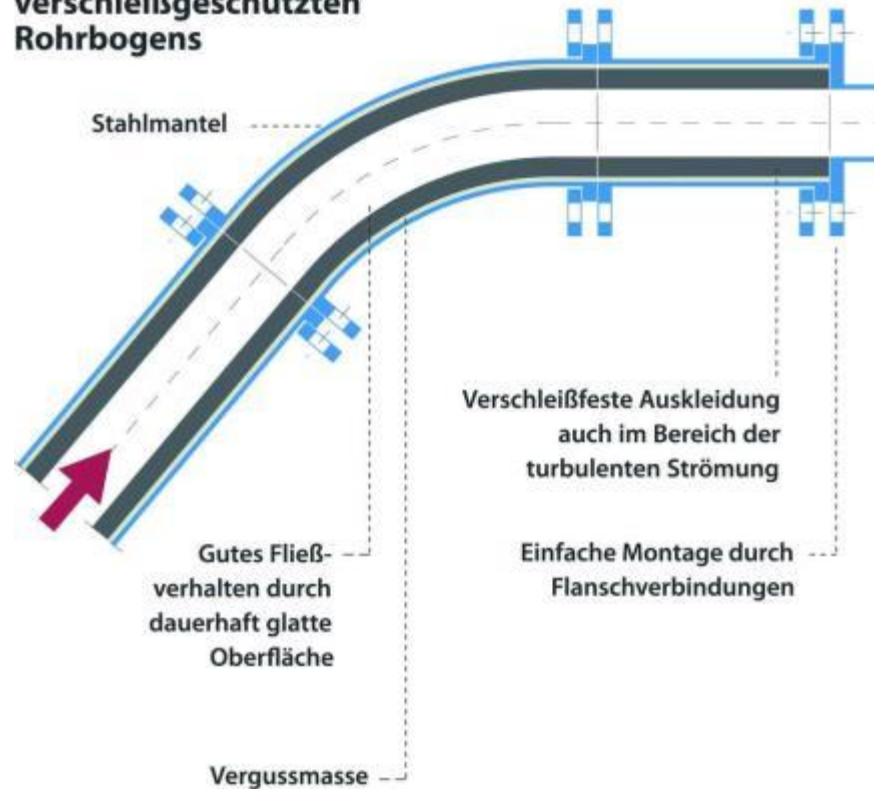 verschleißgeschützten
Rohrbogens
Stahlmantel
Verschleißfeste Auskleidung
auch im Bereich der
turbulenten Strömung
Gutes Fließ-
verhalten durch
dauerhaft glatte
Oberfläche
Einfache Montage durch
Flanschverbindungen
Vergussmasse